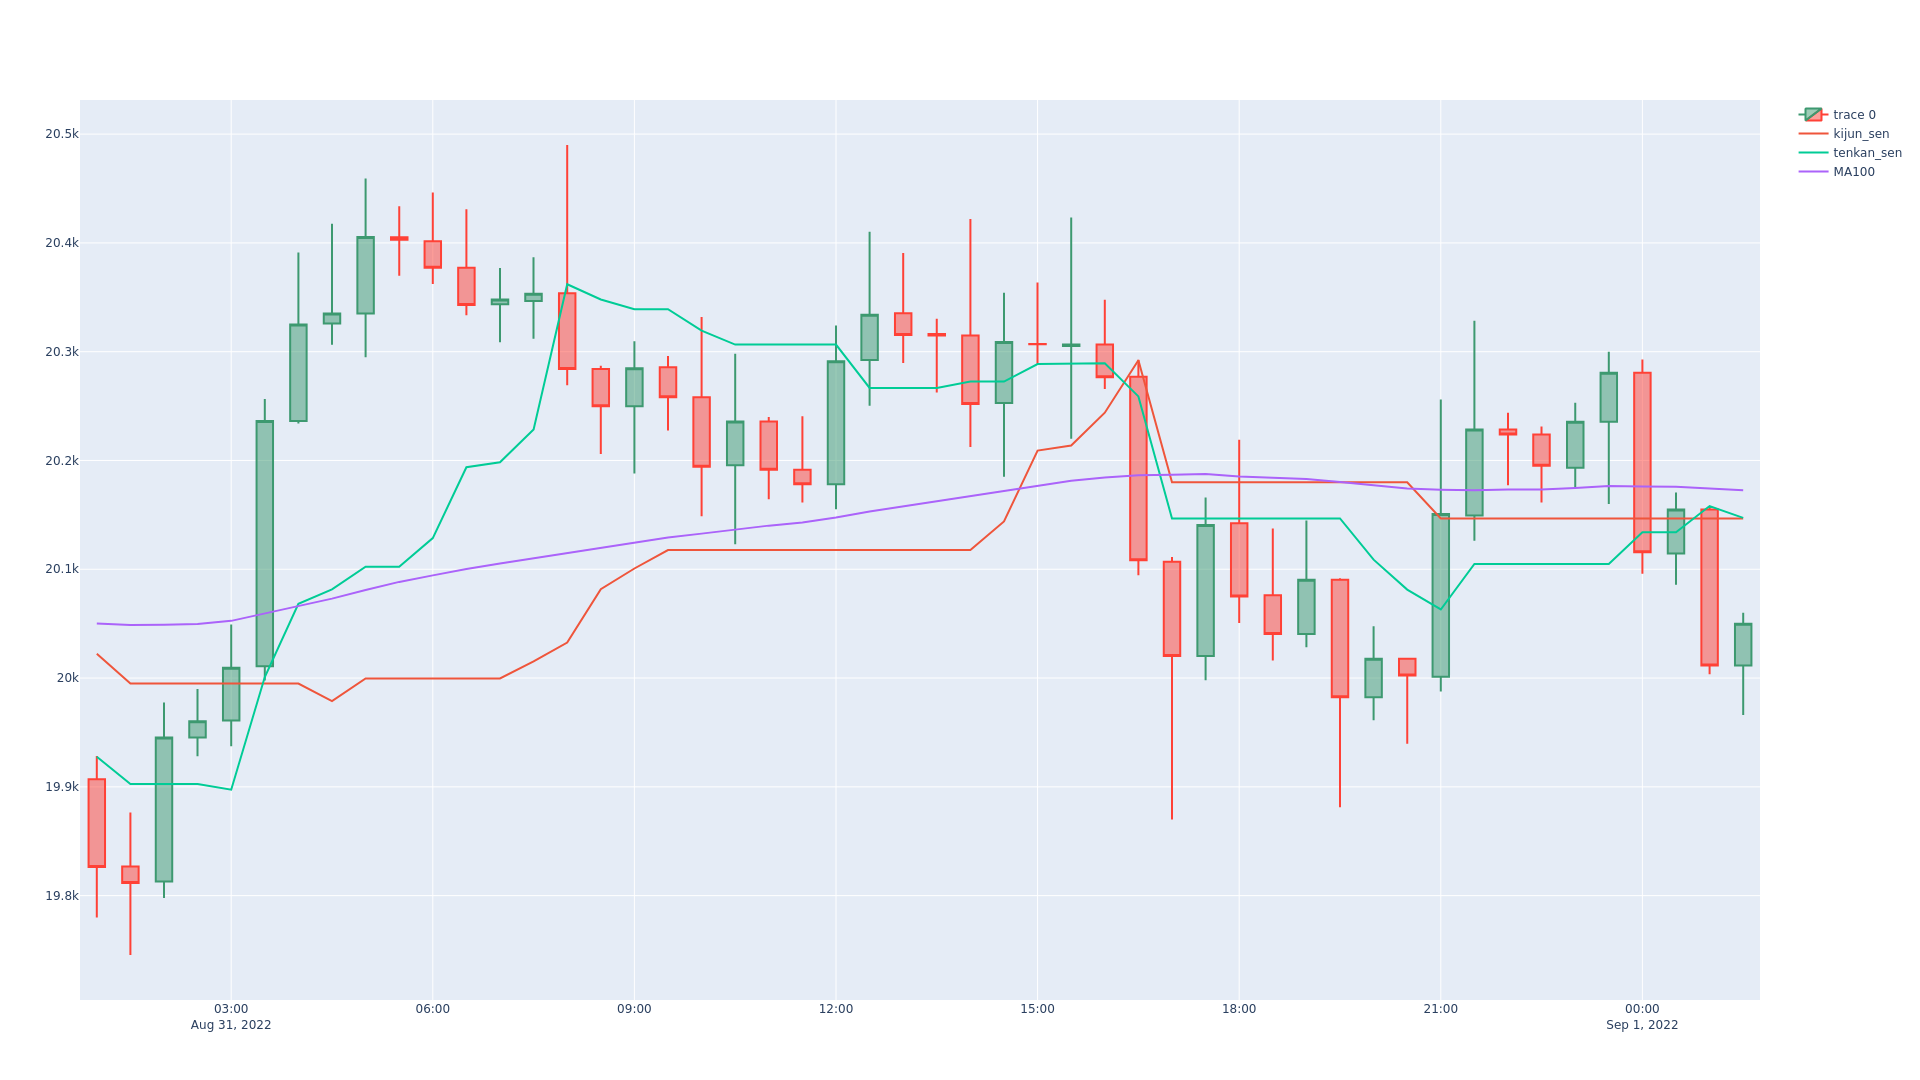 20.5k
20.4k
20.3k
20.2k
20.1k
20k
19.9k
19.8k
03:00
06:00
09:00
12:00
15:00
18:00
21:00
00:00
Aug 31, 2022
Sep 1, 2022
trace 0
kijun_sen
tenkan_sen
MA100